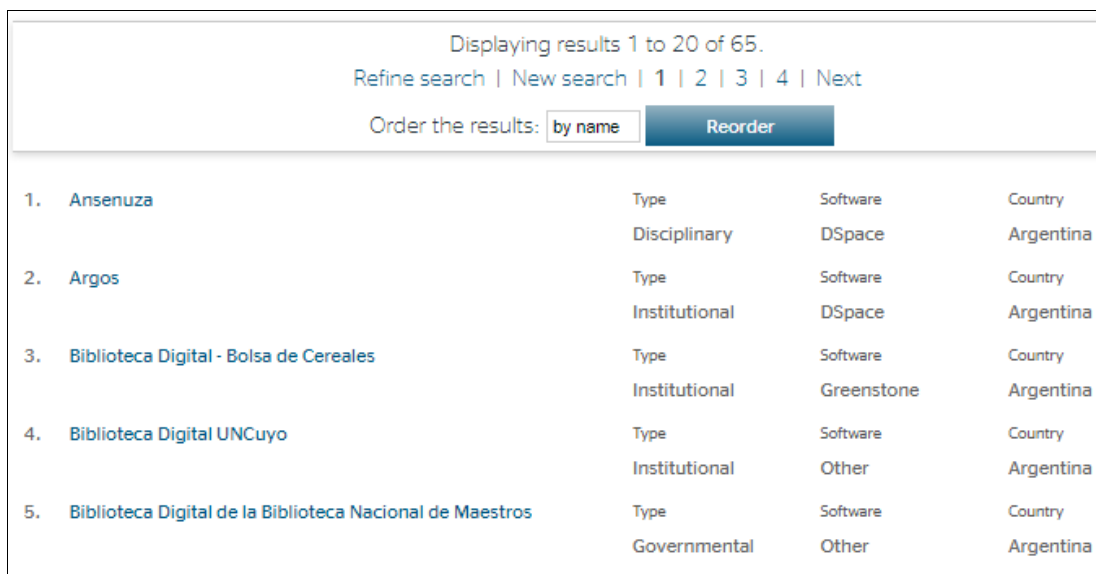 Displaying results 1 to 20 of 65.
Refine search | New search | 1 | 2 | 3 | 4 | Next
Order the results: by name Reorder
1. Ansenuza Type Software Country
Disciplinary DSpace Argentina
2. Argos Type Software Country
Institutional DSpace Argentina
3. Biblioteca Digital - Bolsa de Cereales Type Software Country
Institutional Greenstone Argentina
4. Biblioteca Digital UNCuyo Type Software Country
Institutional Other Argentina
5. Biblioteca Digital de la Biblioteca Nacional de Maestros Type Software Country
Governmental Other Argentina